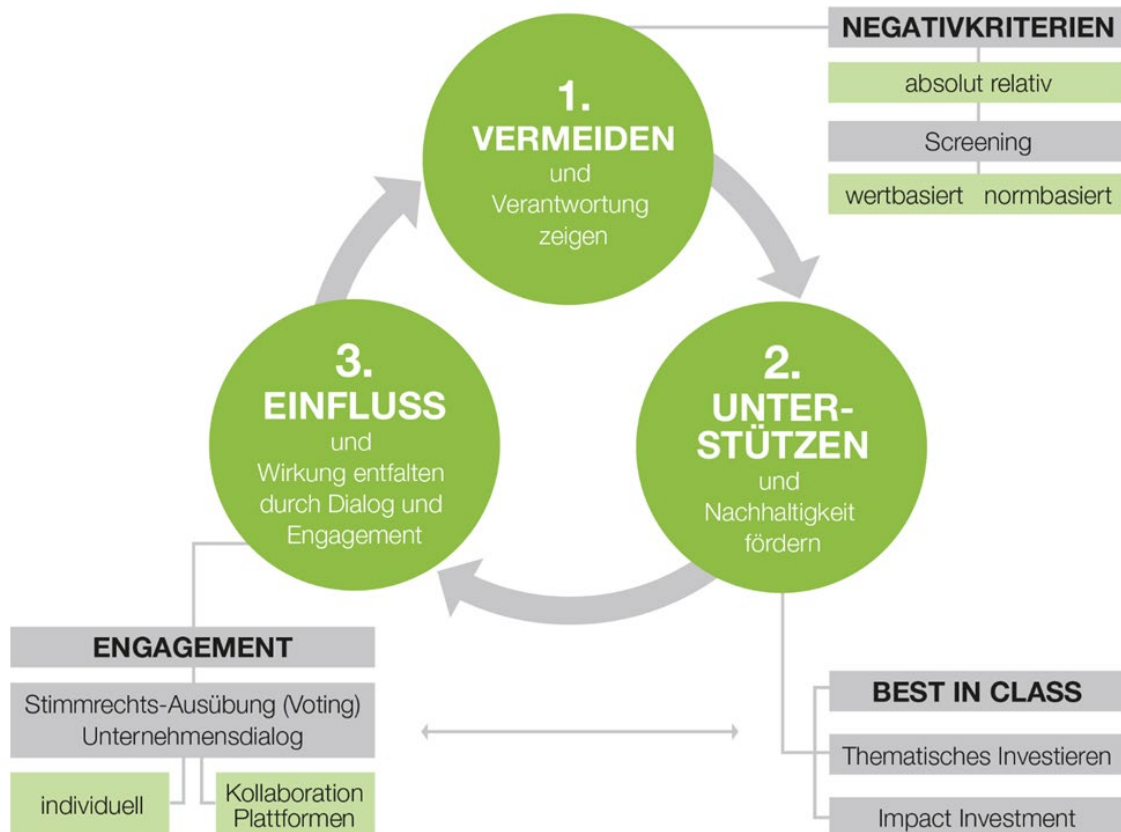 1.
VERMEIDEN
und
Verantwortung
zeigen
NEGATIVKRITERIEN
absolut relativ
Screening
wertbasiert normbasiert
2.
UNTER-
STÜTZEN
und
Nachhaltigkeit
fördern
BEST IN CLASS
Thematisches Investieren
Impact Investment
3.
EINFLUSS
und
Wirkung entfalten
durch Dialog und
Engagement
ENGAGEMENT
Stimmrechts-Ausübung (Voting)
Unternehmensdialog
individuell
Kollaboration
Plattformen